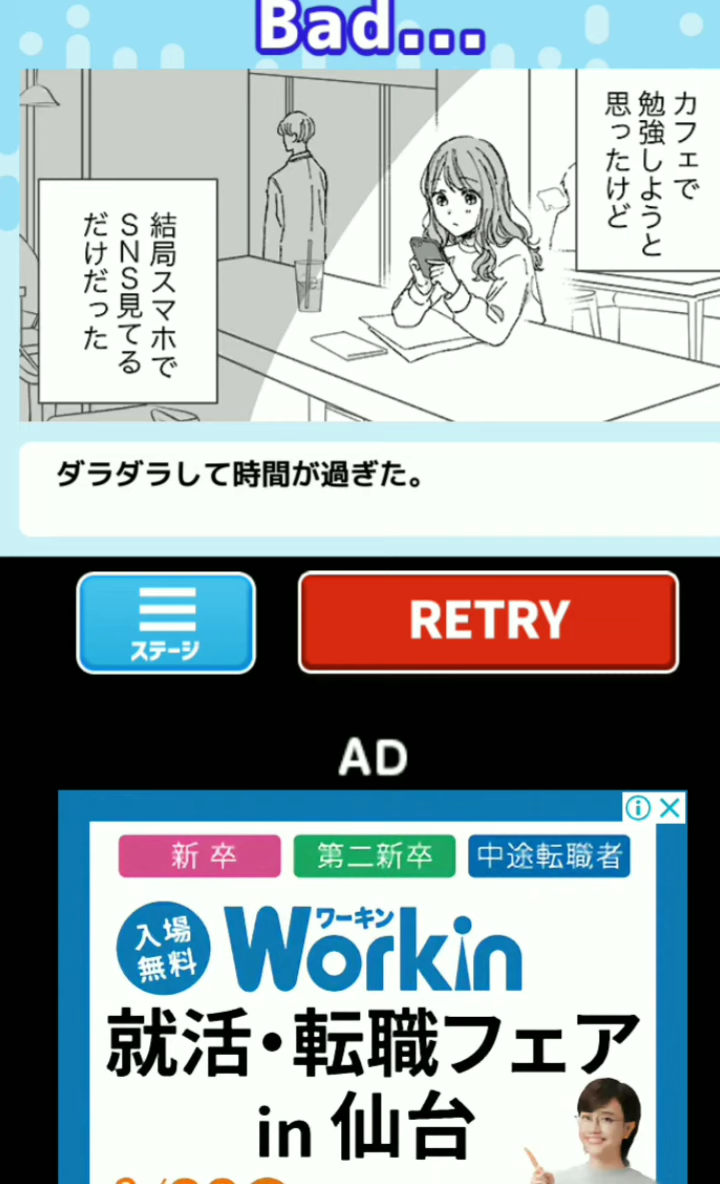 Bad...
カフェで
勉強しようと
思ったけど
結局スマホで
SNS見てる
だけだった
ダラダラして時間が過ぎた。
ステージ
RETRY
AD
新卒
第二新卒
中途転職者
入場
無料
ワーキン
Workin
就活・転職フェア
in 仙台